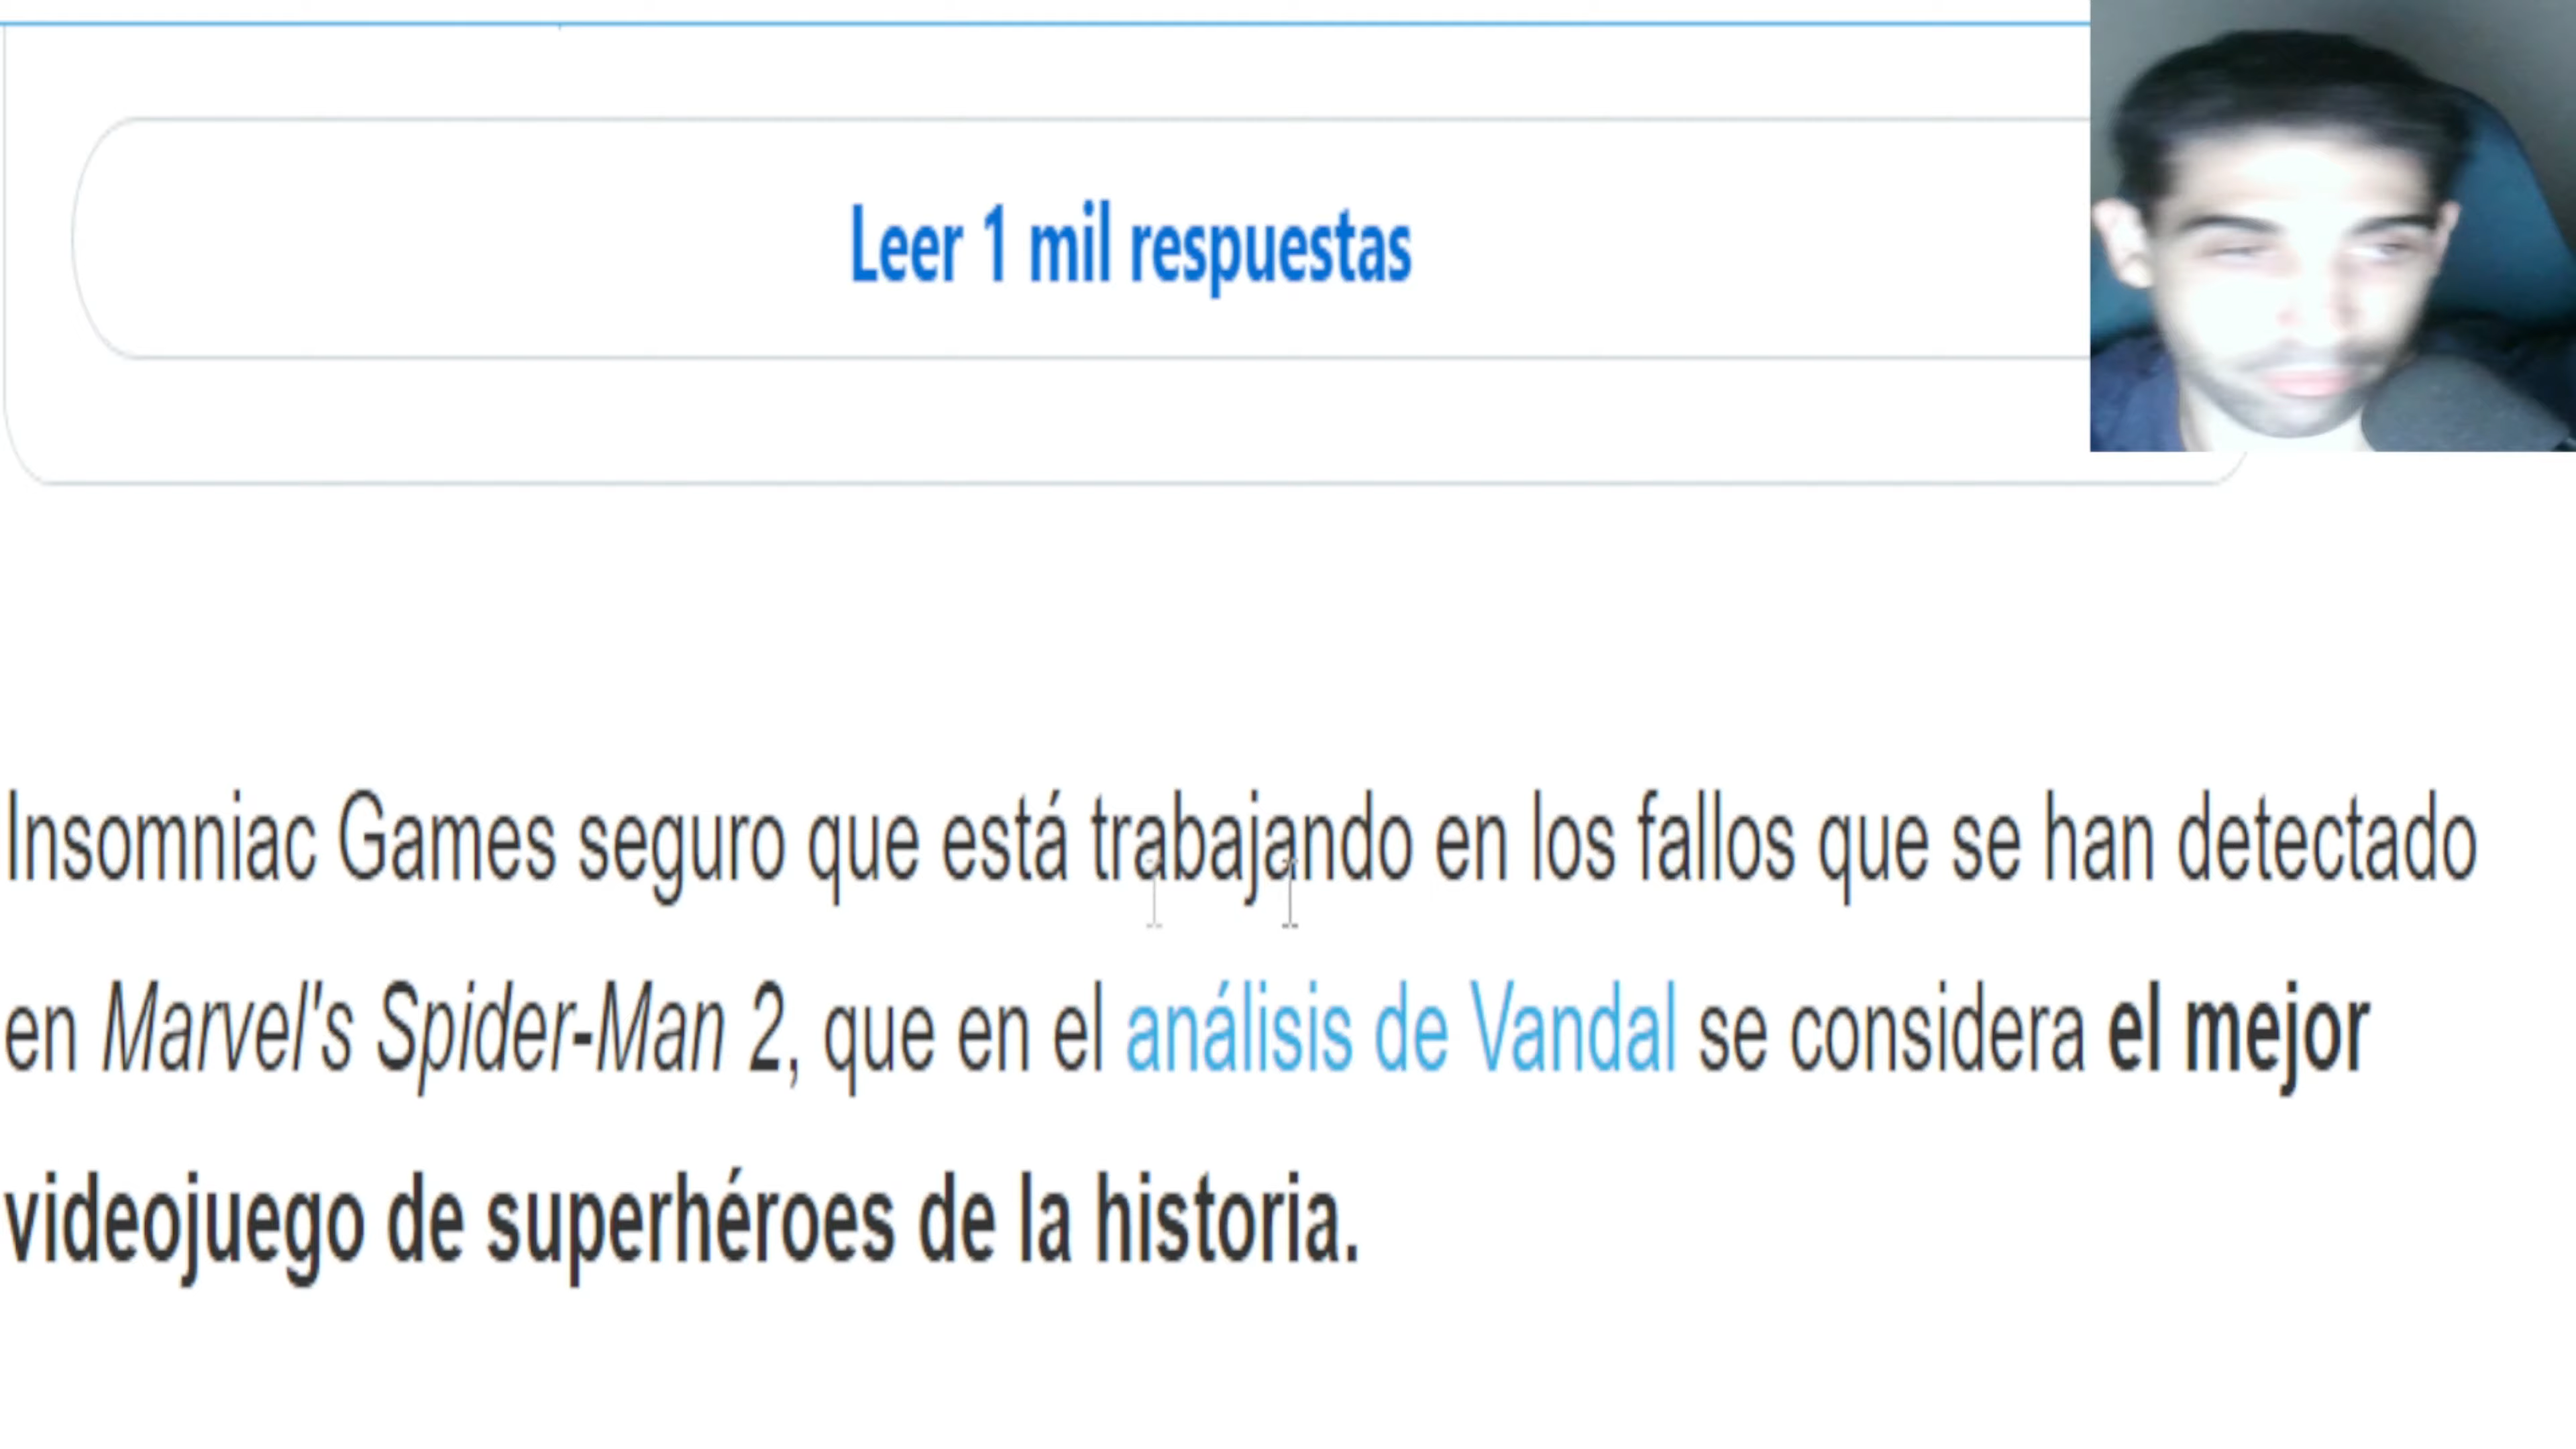 Leer 1 mil respuestas
Insomniac Games seguro que está trabajando en los fallos que se han detectado
en Marvel's Spider-Man 2, que en el análisis de Vandal se considera el mejor
videojuego de superhéroes de la historia.